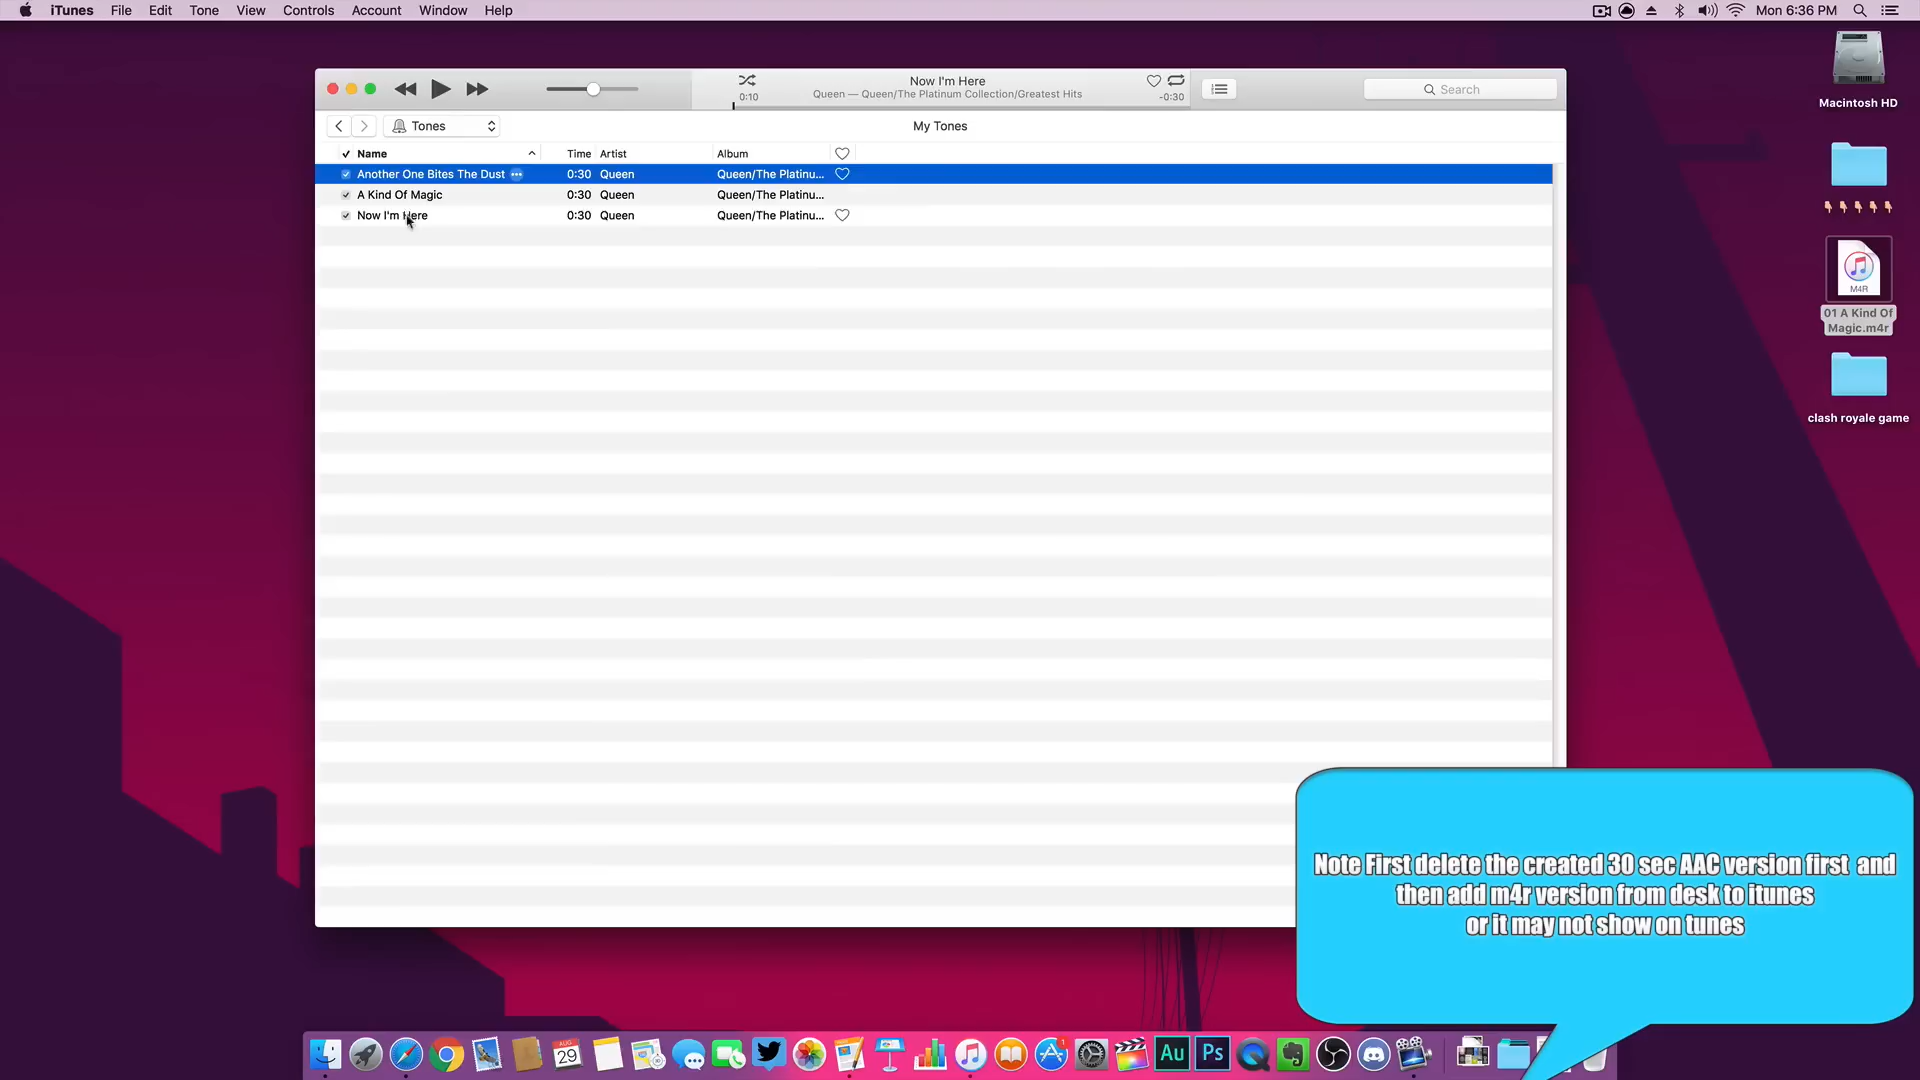 iTunes File Edit View Controls Account Window Help
Mon 6:36 PM
Now I'm Here
Queen — Queen/The Platinum Collection/Greatest Hits
0:10
-0:30
Search
Tones
My Tones
Name Time Artist Album
Another One Bites The Dust 0:30 Queen Queen/The Platinu...
A Kind Of Magic 0:30 Queen Queen/The Platinu...
Now I'm Here 0:30 Queen Queen/The Platinu...
Macintosh HD
M4R
01 A Kind Of
Magic.m4r
clash royale game
Note First delete the created 30 sec AAC version first and
then add m4r version from desk to itunes
or it may not show on tunes
AUG
29
Au
Ps
1